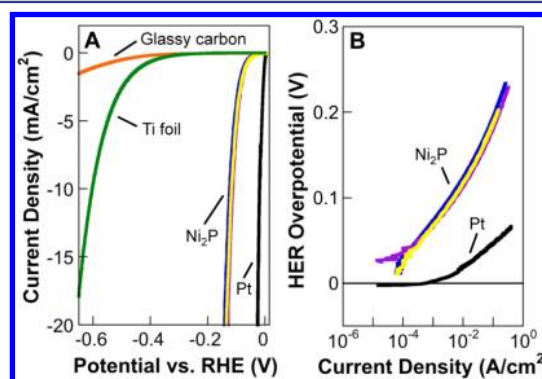 A
Glassy carbon
Ti foil
Ni₂P
Pt
0
-5
-10
-15
-20
-0.6
-0.4
-0.2
0
Current Density (mA/cm²)
Potential vs. RHE (V)
B
Ni₂P
Pt
0.3
0.2
0.1
0
10⁻⁶
10⁻⁴
10⁻²
10⁰
HER Overpotential (V)
Current Density (A/cm²